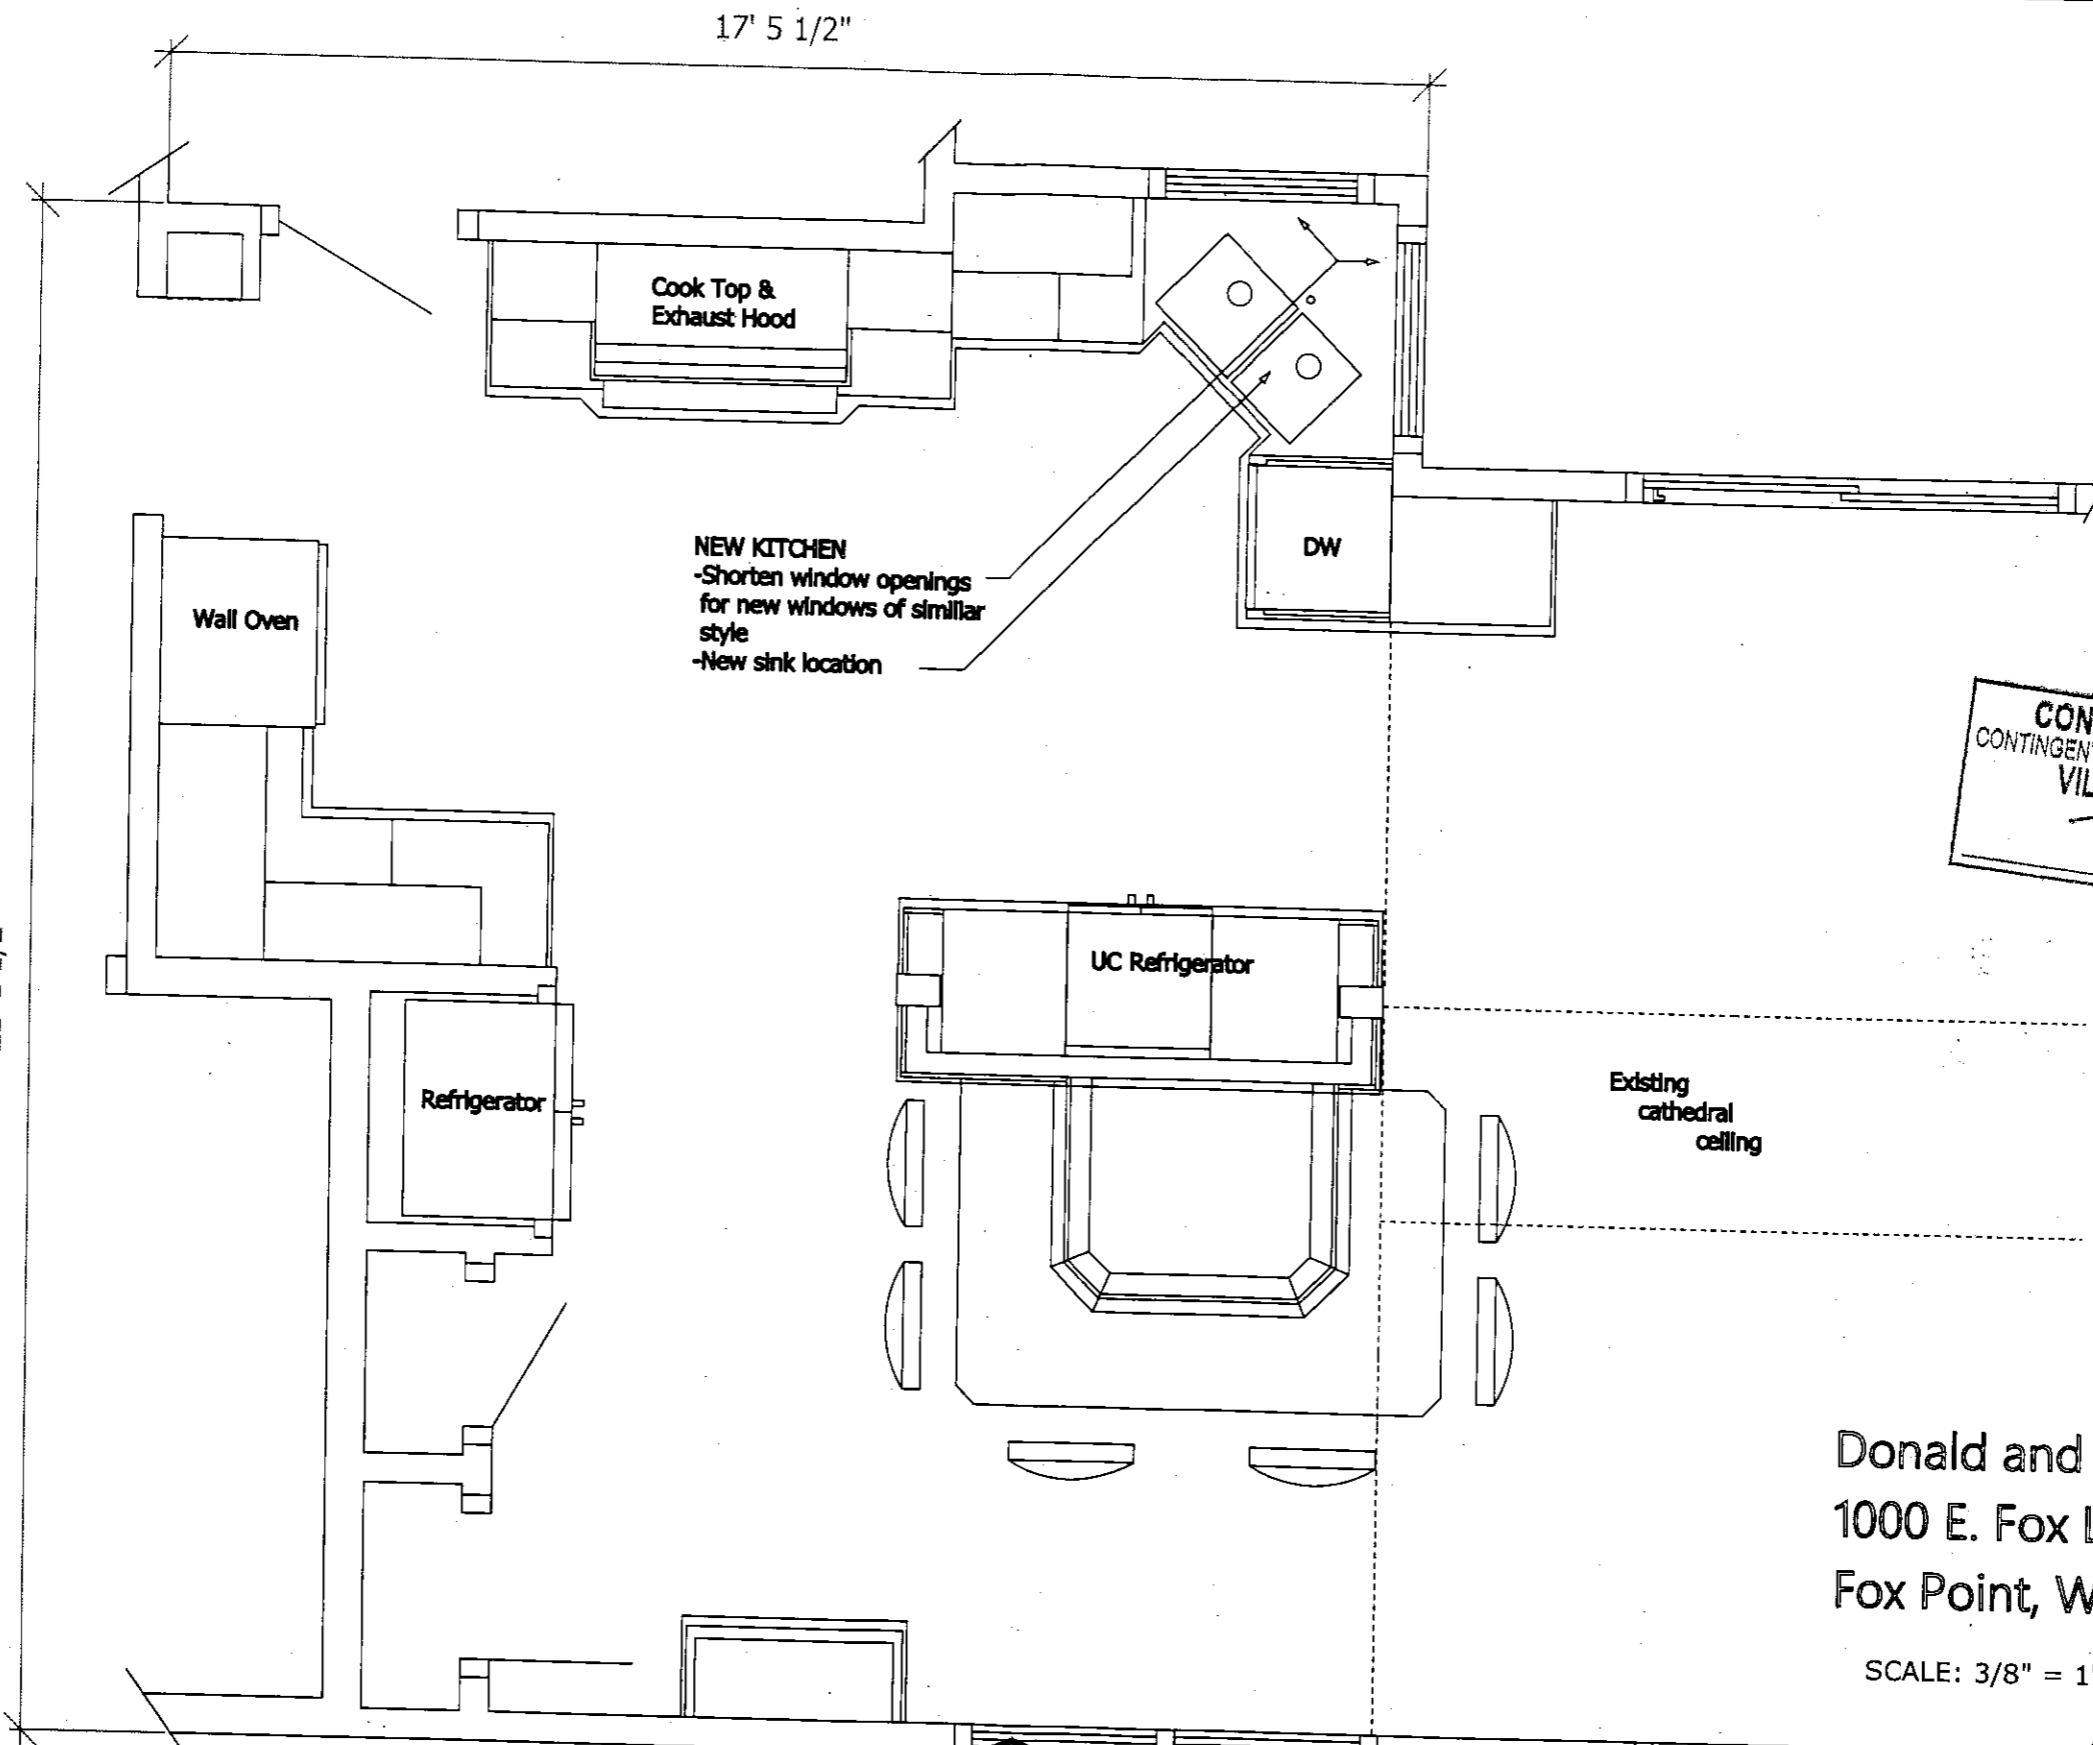 17' 5 1/2"
Cook Top &
Exhaust Hood
NEW KITCHEN
-Shorten window openings
for new windows of similiar
style
-New sink location
DW
Wall Oven
CON
CONTINGEN
VIL
UC Refrigerator
Refrigerator
Existing
cathedral
ceiling
Donald and
1000 E. Fox L
Fox Point, W
SCALE: 3/8" = 1'